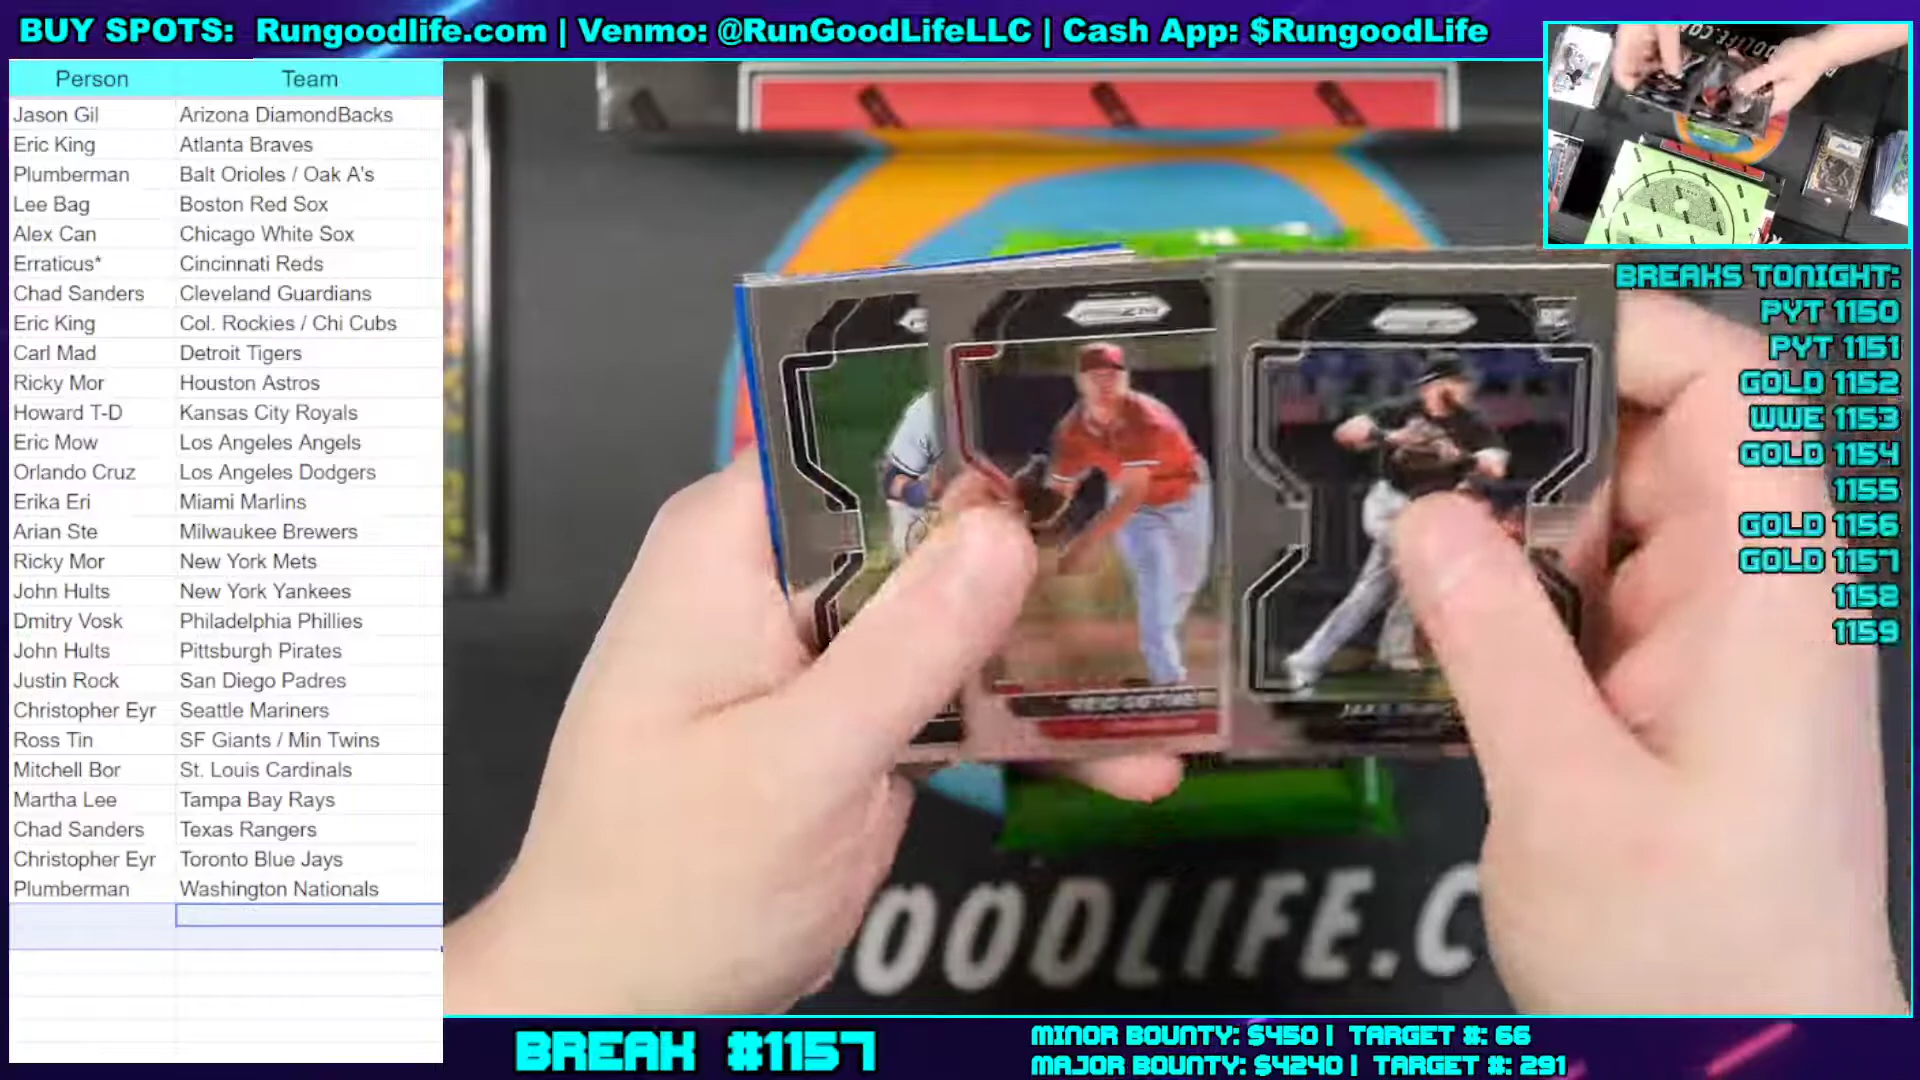 BUY SPOTS: Rungoodlife.com | Venmo: @RunGoodLifeLLC | Cash App: $RungoodLife
Person Team
Jason Gil Arizona DiamondBacks
Eric King Atlanta Braves
Plumberman Balt Orioles / Oak A's
Lee Bag Boston Red Sox
Alex Can Chicago White Sox
Erraticus* Cincinnati Reds
Chad Sanders Cleveland Guardians
Eric King Col. Rockies / Chi Cubs
Carl Mad Detroit Tigers
Ricky Mor Houston Astros
Howard T-D Kansas City Royals
Eric Mow Los Angeles Angels
Orlando Cruz Los Angeles Dodgers
Erika Eri Miami Marlins
Arian Ste Milwaukee Brewers
Ricky Mor New York Mets
John Hults New York Yankees
Dmitry Vosk Philadelphia Phillies
John Hults Pittsburgh Pirates
Justin Rock San Diego Padres
Christopher Eyr Seattle Mariners
Ross Tin SF Giants / Min Twins
Mitchell Bor St. Louis Cardinals
Martha Lee Tampa Bay Rays
Chad Sanders Texas Rangers
Christopher Eyr Toronto Blue Jays
Plumberman Washington Nationals
OODLIFE.C
BREAKS TONIGHT:
PYT 1150
PYT 1151
GOLD 1152
WWE 1153
GOLD 1154
1155
GOLD 1156
GOLD 1157
1158
1159
BREAK #1157
MINOR BOUNTY: $450 | TARGET #: 66
MAJOR BOUNTY: $4240 | TARGET #: 291